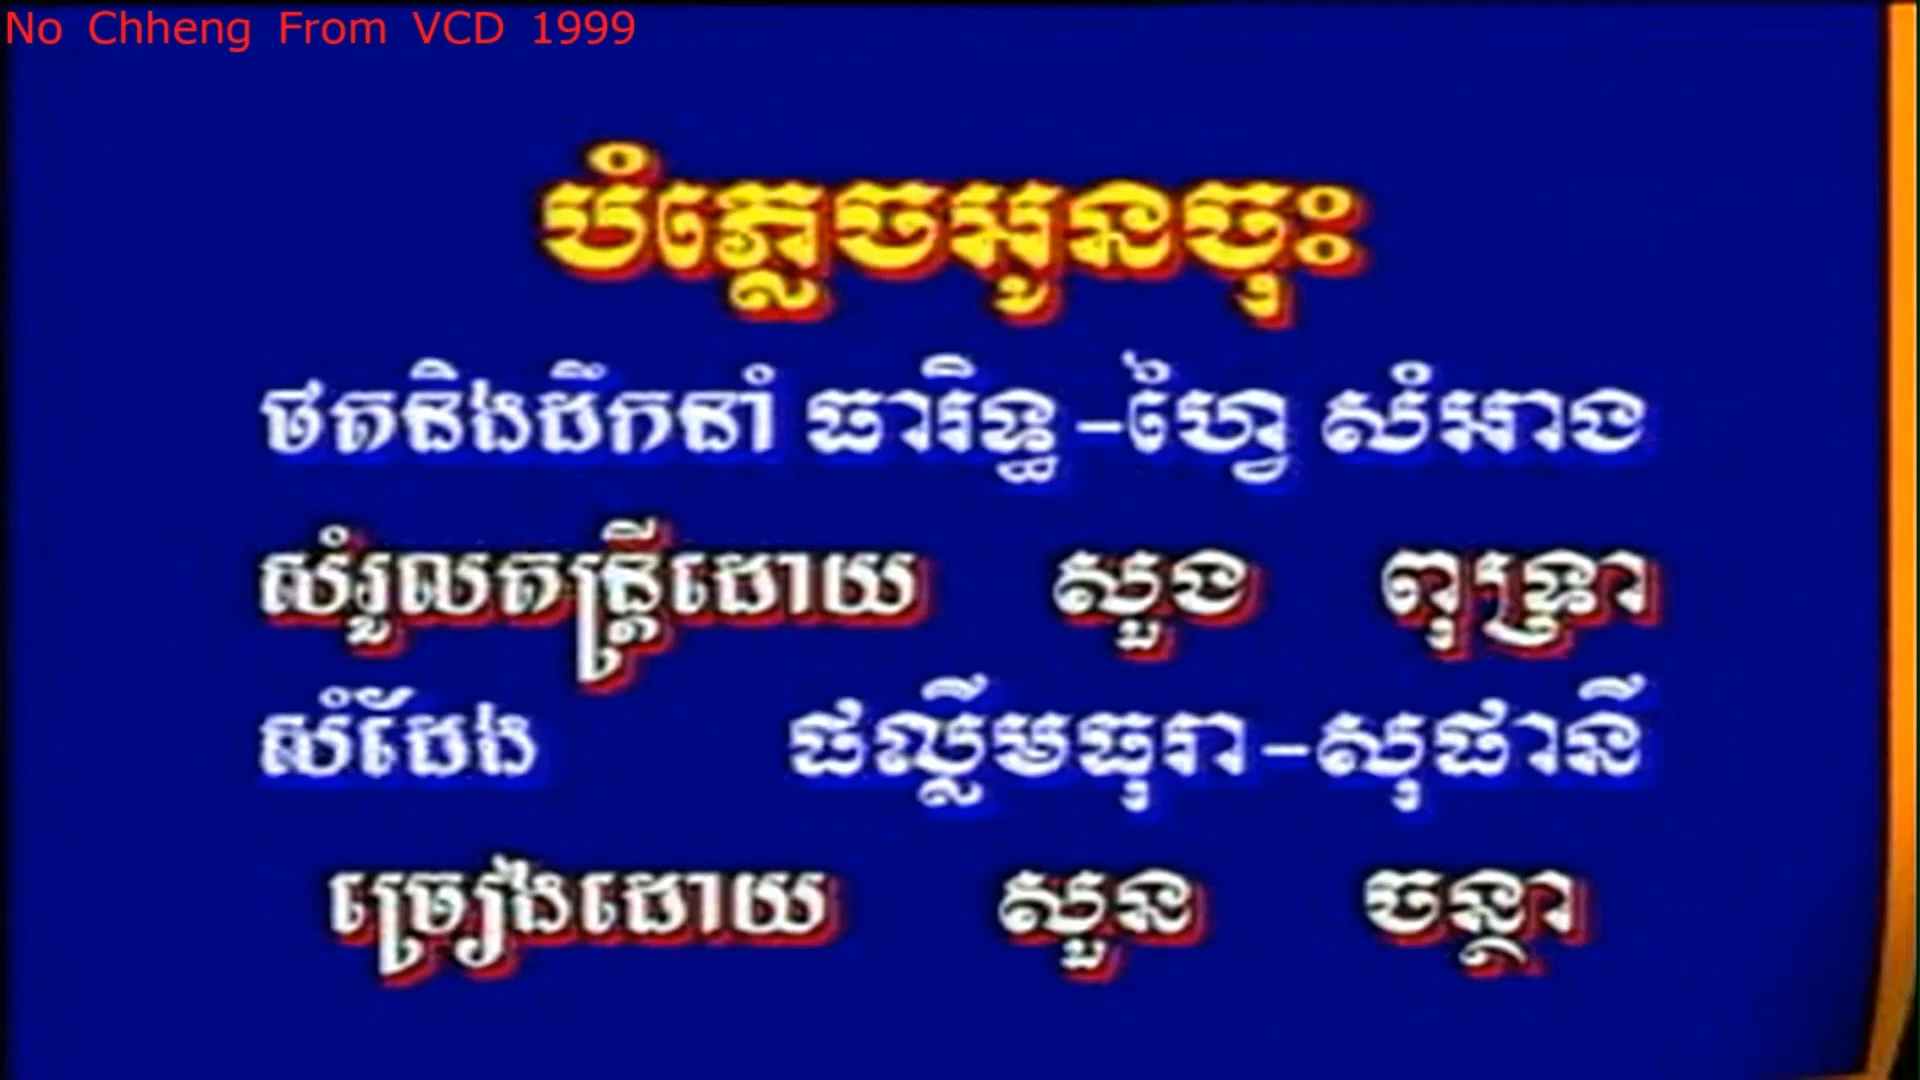 No Chheng From VCD 1999
បំភ្លេចអូនចុះ
ថតនិងដឹកនាំ ធារិទ្ធ-ហ្វៃ សំអាង
សំរួលតន្ត្រីដោយ សួង ពុទ្រា
សំដែង ផល្លឹមធុរា-សុផានី
ច្រៀងដោយ សួន ចន្ថា